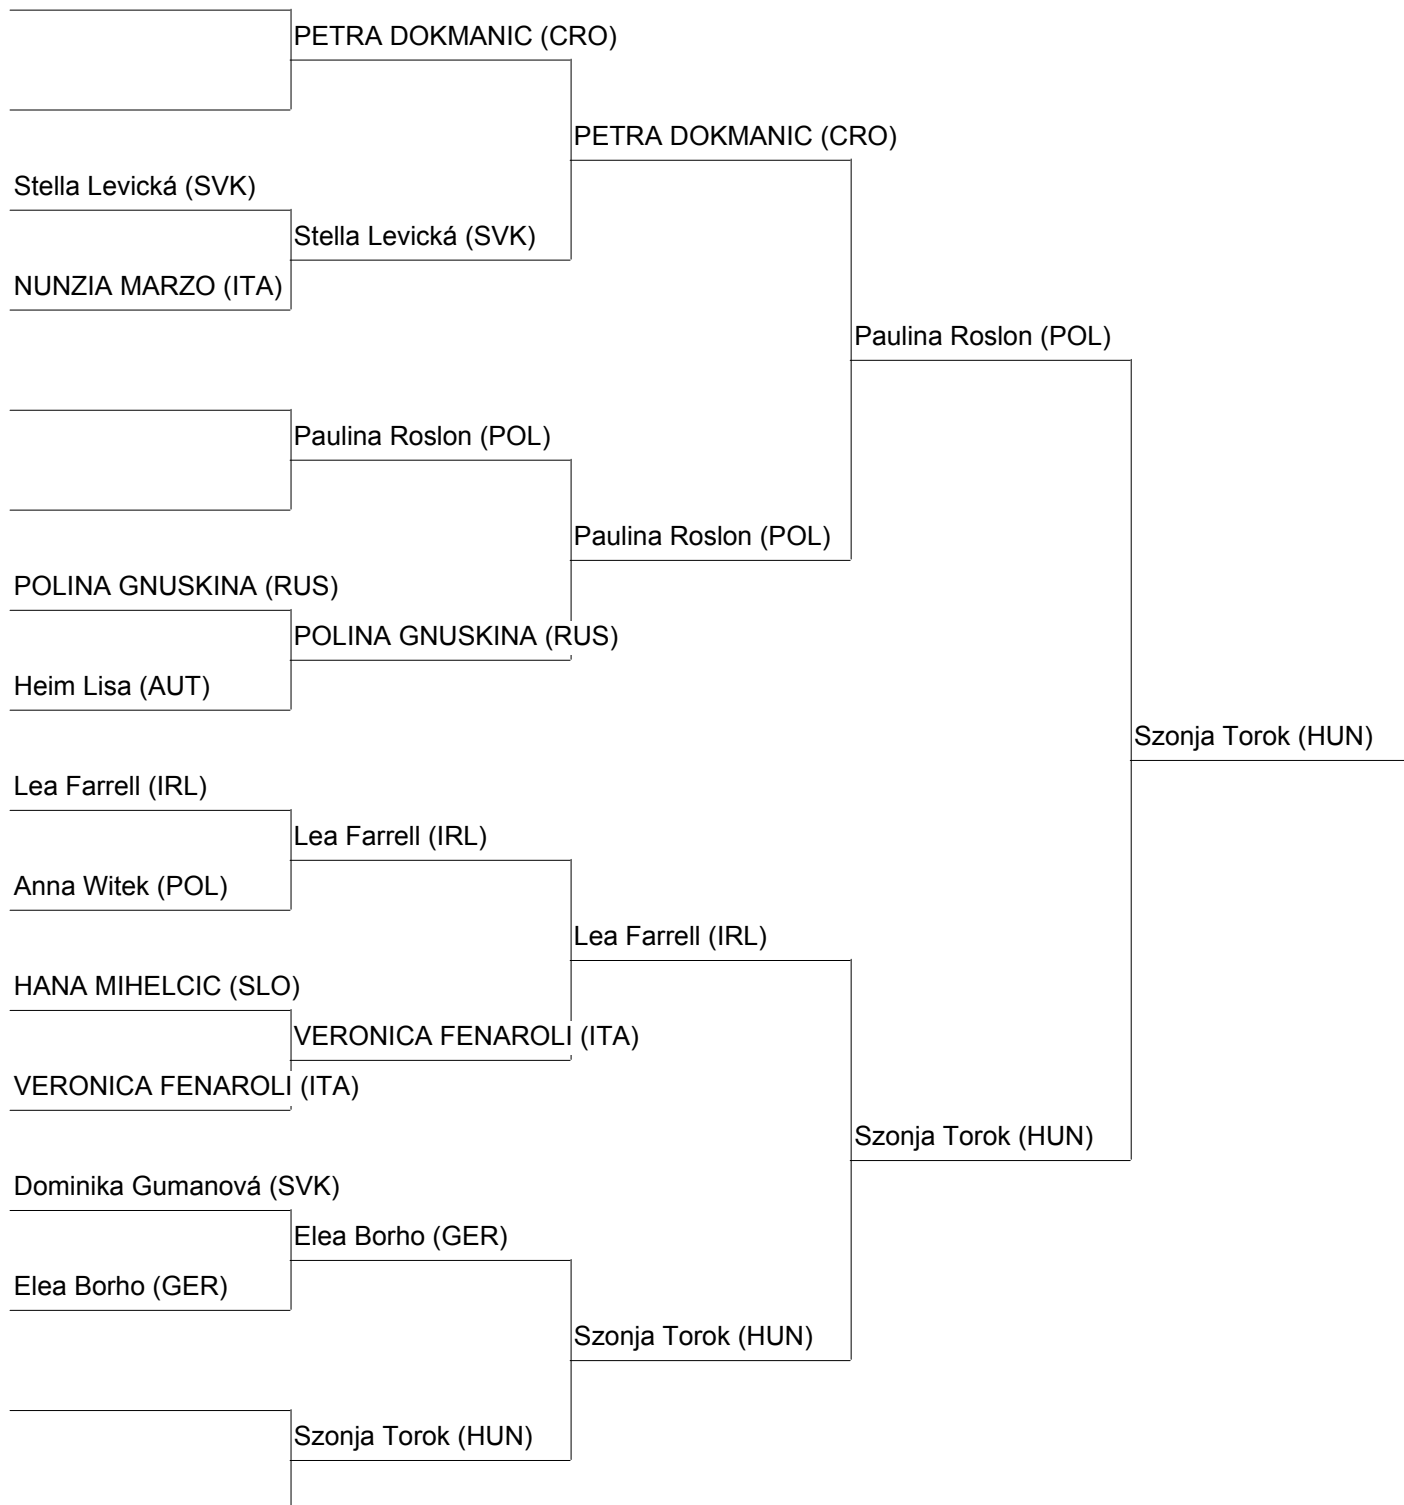 PETRA DOKMANIC (CRO)
PETRA DOKMANIC (CRO)
Stella Levická (SVK)
Stella Levická (SVK)
NUNZIA MARZO (ITA)
Paulina Roslon (POL)
Paulina Roslon (POL)
Paulina Roslon (POL)
POLINA GNUSKINA (RUS)
POLINA GNUSKINA (RUS)
Heim Lisa (AUT)
Szonja Torok (HUN)
Lea Farrell (IRL)
Lea Farrell (IRL)
Anna Witek (POL)
Lea Farrell (IRL)
HANA MIHELCIC (SLO)
VERONICA FENAROLI (ITA)
VERONICA FENAROLI (ITA)
Szonja Torok (HUN)
Dominika Gumanová (SVK)
Elea Borho (GER)
Elea Borho (GER)
Szonja Torok (HUN)
Szonja Torok (HUN)